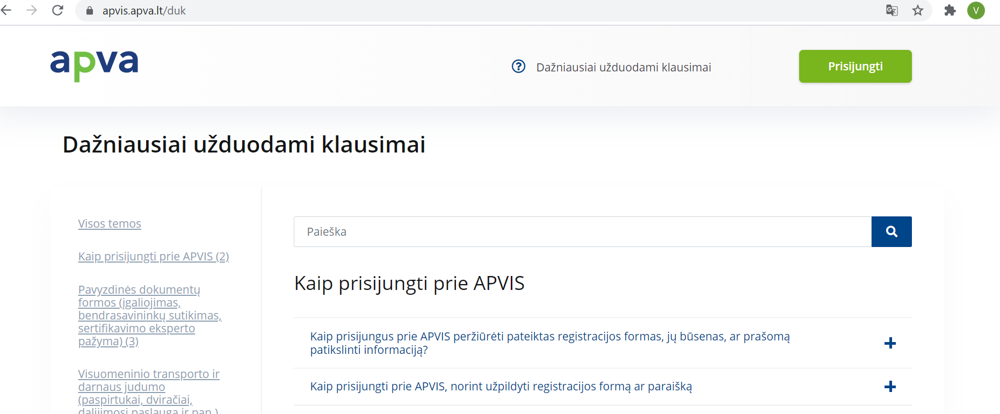 apvis.apva.lt/duk
V
apva
Dažniausiai užduodami klausimai
Prisijungti
Dažniausiai užduodami klausimai
Visos temos
Kaip prisijungti prie APVIS (2)
Pavyzdinės dokumentų
formos (įgaliojimas,
bendrasavininkų sutikimas,
sertifikavimo eksperto
pažyma) (3)
Visuomeninio transporto ir
darnaus judumo
(paspirtukai, dviračiai,
dalijimosi paslauga ir pan.)
Paieška
Kaip prisijungti prie APVIS
Kaip prisijungus prie APVIS peržiūrėti pateiktas registracijos formas, jų būsenas, ar prašomą
patikslinti informaciją?
Kaip prisijungti prie APVIS, norint užpildyti registracijos formą ar paraišką